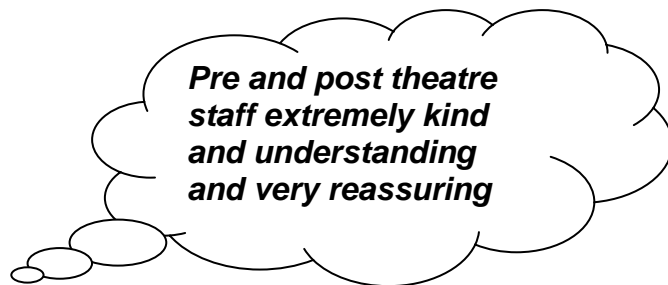 Pre and post theatre
staff extremely kind
and understanding
and very reassuring